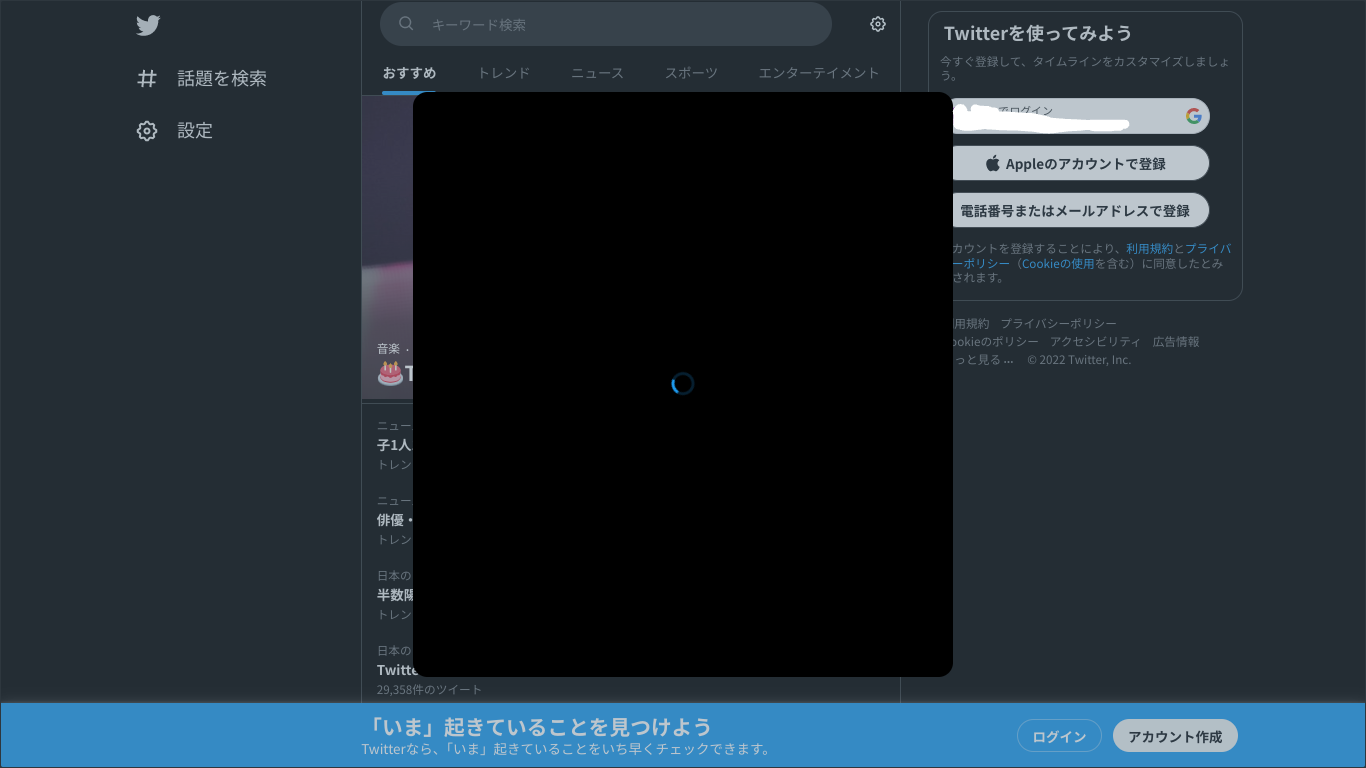 キーワード検索
話題を検索
設定
おすすめ
トレンド
ニュース
スポーツ
エンターテイメント
音楽 ·
🎂T
ニュー
子1人
トレン
ニュー
俳優・
トレン
日本の
半数
トレン
日本の
Twitte
29,358件のツイート
Twitterを使ってみよう
今すぐ登録して、タイムラインをカスタマイズしましょ
う。
でログイン
Appleのアカウントで登録
電話番号またはメールアドレスで登録
カウントを登録することにより、利用規約とプライバ
ーポリシー（Cookieの使用を含む）に同意したとみ
されます。
用規約 プライバシーポリシー
ookieのポリシー アクセシビリティ 広告情報
っと見る ... © 2022 Twitter, Inc.
「いま」起きていることを見つけよう
Twitterなら、「いま」起きていることをいち早くチェックできます。
ログイン
アカウント作成